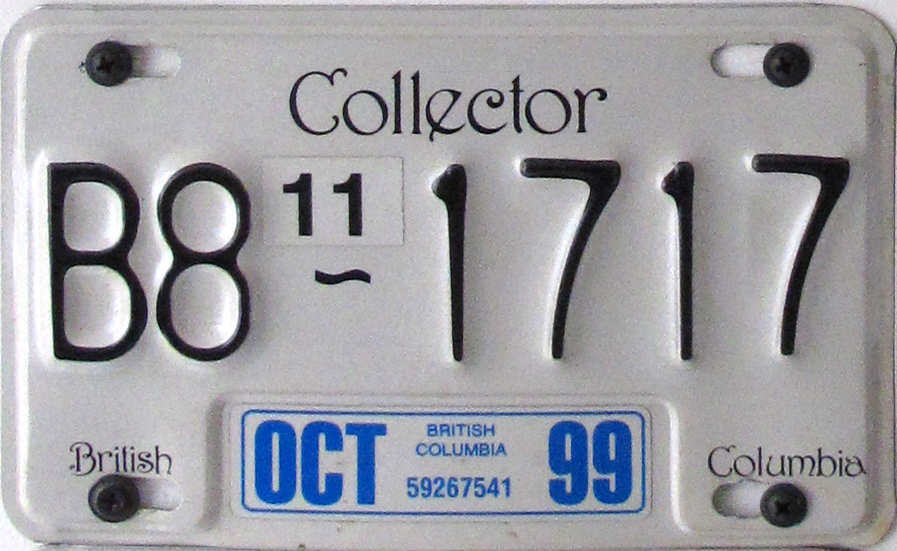 Collector
B8 11 ~ 1717
British
OCT BRITISH COLUMBIA 59267541 99
Columbia